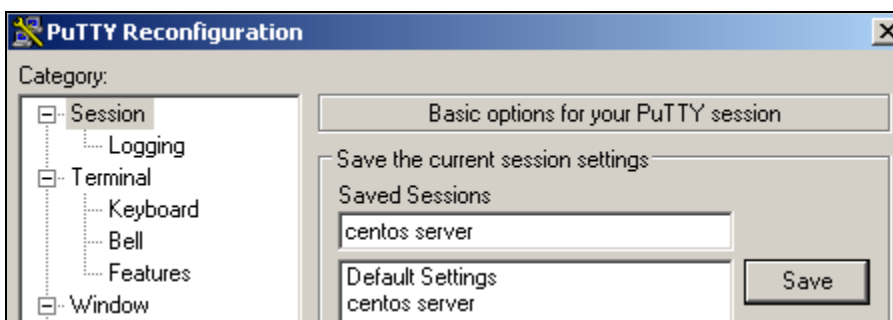 PuTTY Reconfiguration
Category:
Session
Logging
Terminal
Keyboard
Bell
Features
Window
Basic options for your PuTTY session
Save the current session settings
Saved Sessions
centos server
Default Settings
centos server
Save